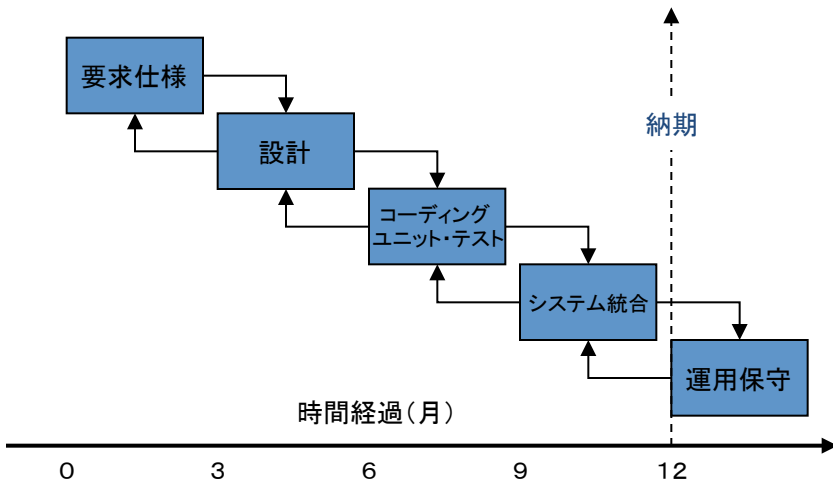 要求仕様
設計
納期
コーディング
ユニット・テスト
システム統合
運用保守
時間経過(月)
0 3 6 9 12